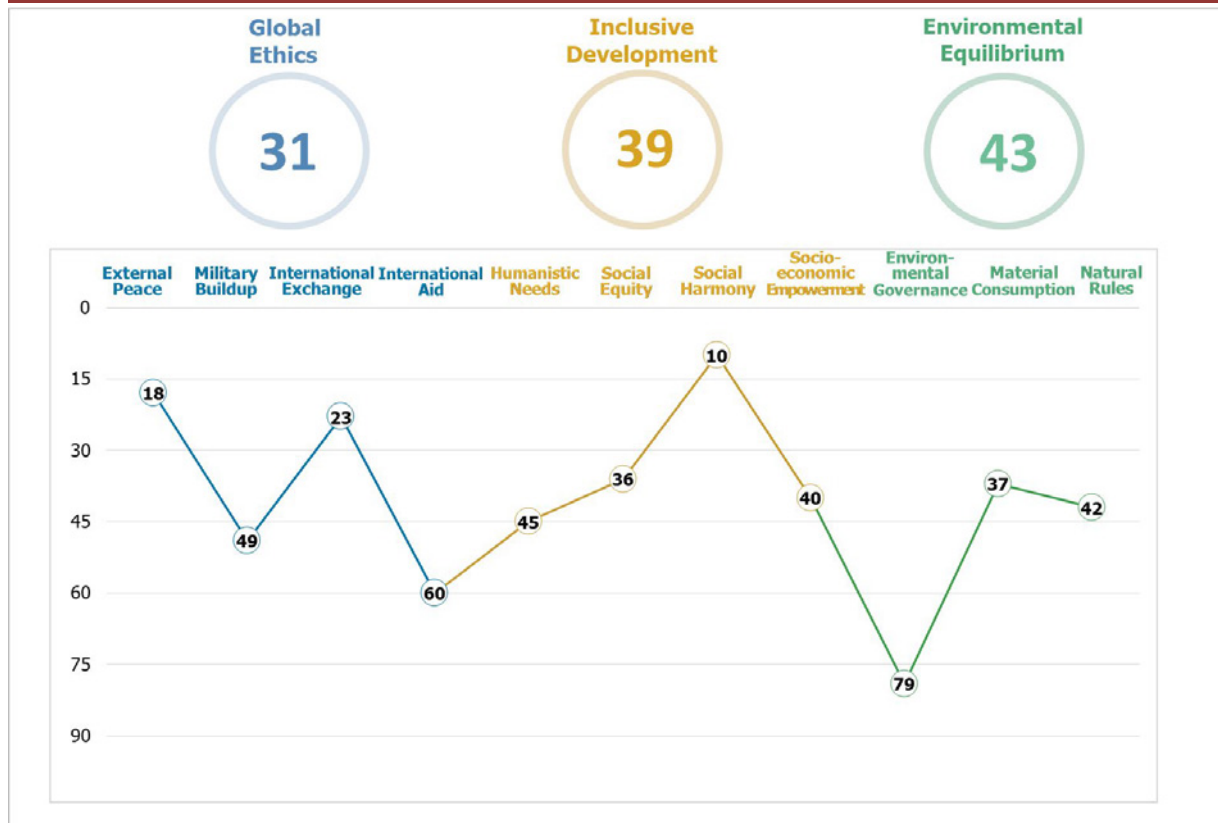 Global
Ethics
31
Inclusive
Development
39
Environmental
Equilibrium
43
External
Peace
Military
Buildup
International
Exchange
International
Aid
Humanistic
Needs
Social
Equity
Social
Harmony
Socio-
economic
Empowerment
Environ-
mental
Governance
Material
Consumption
Natural
Rules
0
15
30
45
60
75
90
18
49
23
60
45
36
10
40
79
37
42